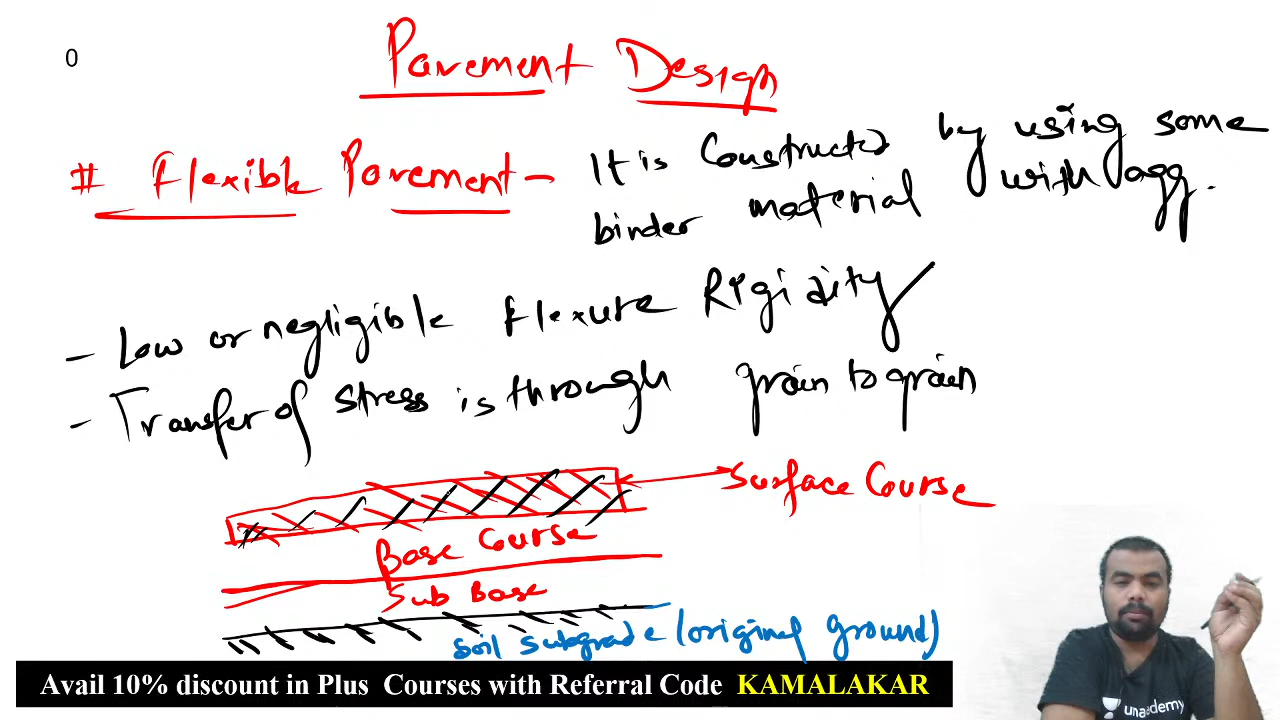 0
Pavement Design
# Flexible Pavement - It is Constructed by using some
binder material with agg.
- Low or negligible flexure Rigidity
- Transfer of stress is through grain to grain
Surface Course
Base Course
Sub Base
Soil Subgrade (original ground)
unacademy
Avail 10% discount in Plus Courses with Referral Code KAMALAKAR